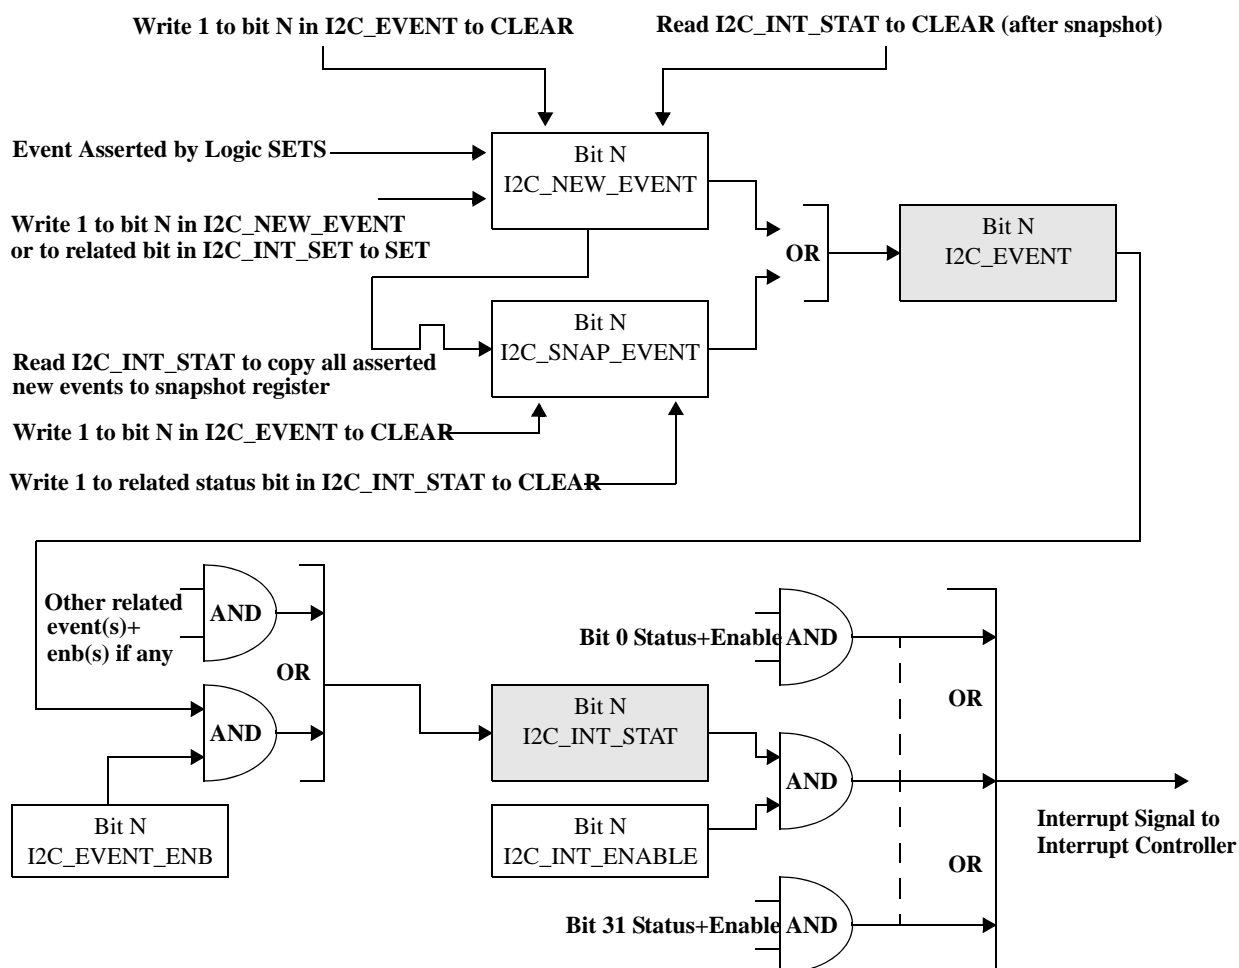 Write 1 to bit N in I2C_EVENT to CLEAR
Read I2C_INT_STAT to CLEAR (after snapshot)
Event Asserted by Logic SETS
Bit N
I2C_NEW_EVENT
Write 1 to bit N in I2C_NEW_EVENT
or to related bit in I2C_INT_SET to SET
OR
Bit N
I2C_EVENT
Bit N
I2C_SNAP_EVENT
Read I2C_INT_STAT to copy all asserted
new events to snapshot register
Write 1 to bit N in I2C_EVENT to CLEAR
Write 1 to related status bit in I2C_INT_STAT to CLEAR
Other related
event(s)+
enb(s) if any
AND
OR
AND
Bit N
I2C_EVENT_ENB
Bit N
I2C_INT_STAT
Bit N
I2C_INT_ENABLE
Bit 0 Status+Enable
AND
OR
AND
OR
Bit 31 Status+Enable
AND
Interrupt Signal to
Interrupt Controller